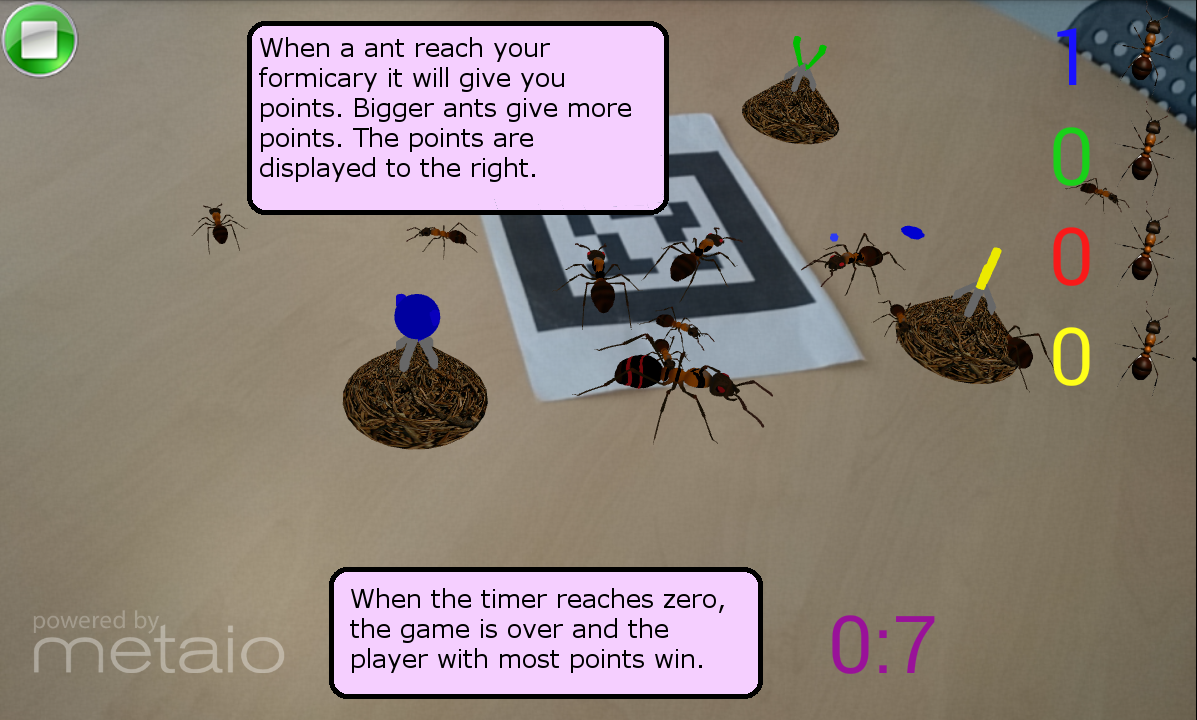 When a ant reach your
formicary it will give you
points. Bigger ants give more
points. The points are
displayed to the right.
1
0
0
0
When the timer reaches zero,
the game is over and the
player with most points win.
0:7
powered by
metaio